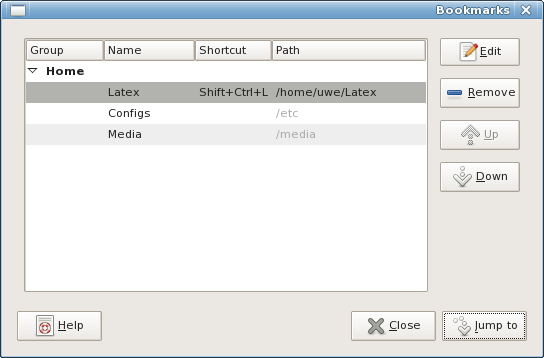 Bookmarks
Group Name Shortcut Path
Home
Latex Shift+Ctrl+L /home/uwe/Latex
Configs /etc
Media /media
Edit
Remove
Up
Down
Help Close Jump to